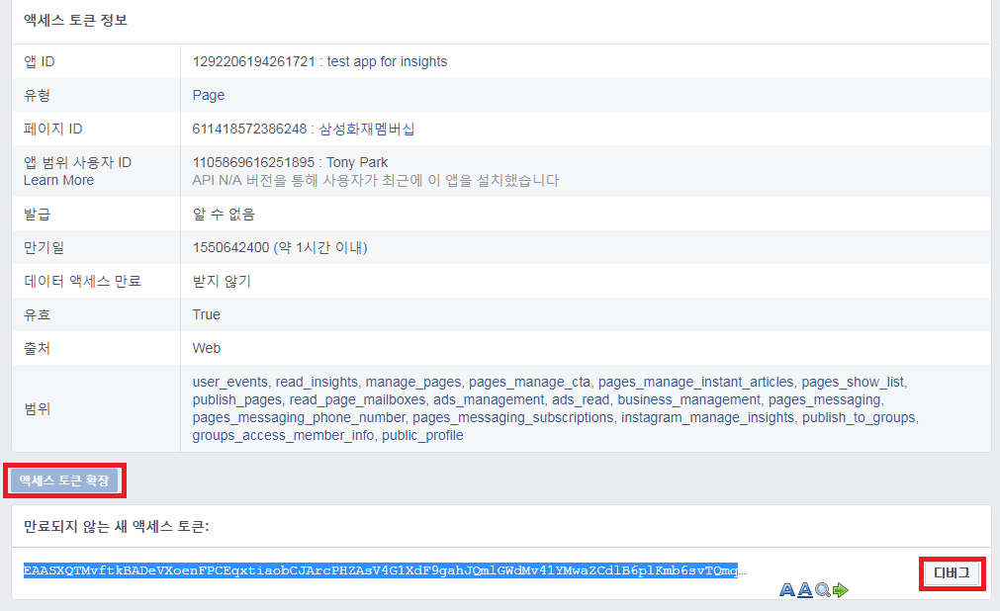 액세스 토큰 정보
앱 ID
1292206194261721 : test app for insights
유형
Page
페이지 ID
611418572386248 : 삼성화재멤버십
앱 범위 사용자 ID
Learn More
1105869616251895 : Tony Park
API N/A 버전을 통해 사용자가 최근에 이 앱을 설치했습니다
발급
알 수 없음
만기일
1550642400 (약 1시간 이내)
데이터 액세스 만료
받지 않기
유효
True
출처
Web
범위
user_events, read_insights, manage_pages, pages_manage_cta, pages_manage_instant_articles, pages_show_list,
publish_pages, read_page_mailboxes, ads_management, ads_read, business_management, pages_messaging,
pages_messaging_phone_number, pages_messaging_subscriptions, instagram_manage_insights, publish_to_groups,
groups_access_member_info, public_profile
액세스 토큰 확장
만료되지 않는 새 액세스 토큰:
EAASXQTMvftkBADeVXoenFPCEqxtiaobCJArcPHZAsV4G1XdF9gahJQmlGWdMv41YMwaZCdlB6plKmb6svTQmq...
디버그
A A